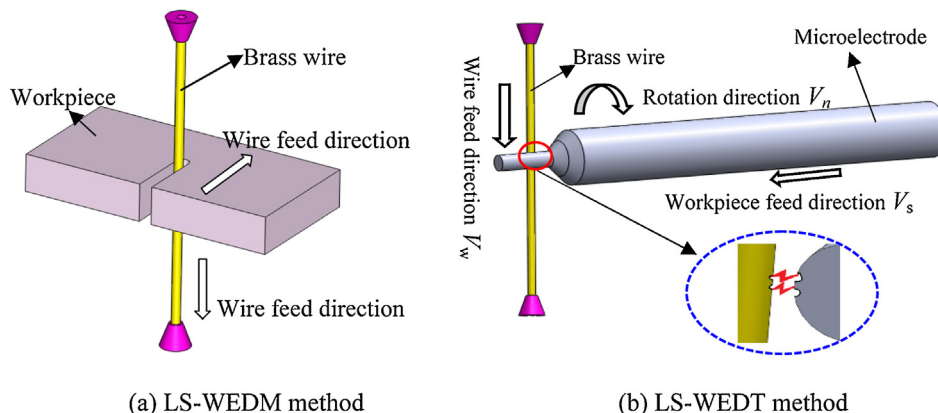 Brass wire
Workpiece
Wire feed direction
Wire feed direction
(a) LS-WEDM method
Microelectrode
Brass wire
Wire feed direction Vw
Rotation direction Vn
Workpiece feed direction Vs
(b) LS-WEDT method